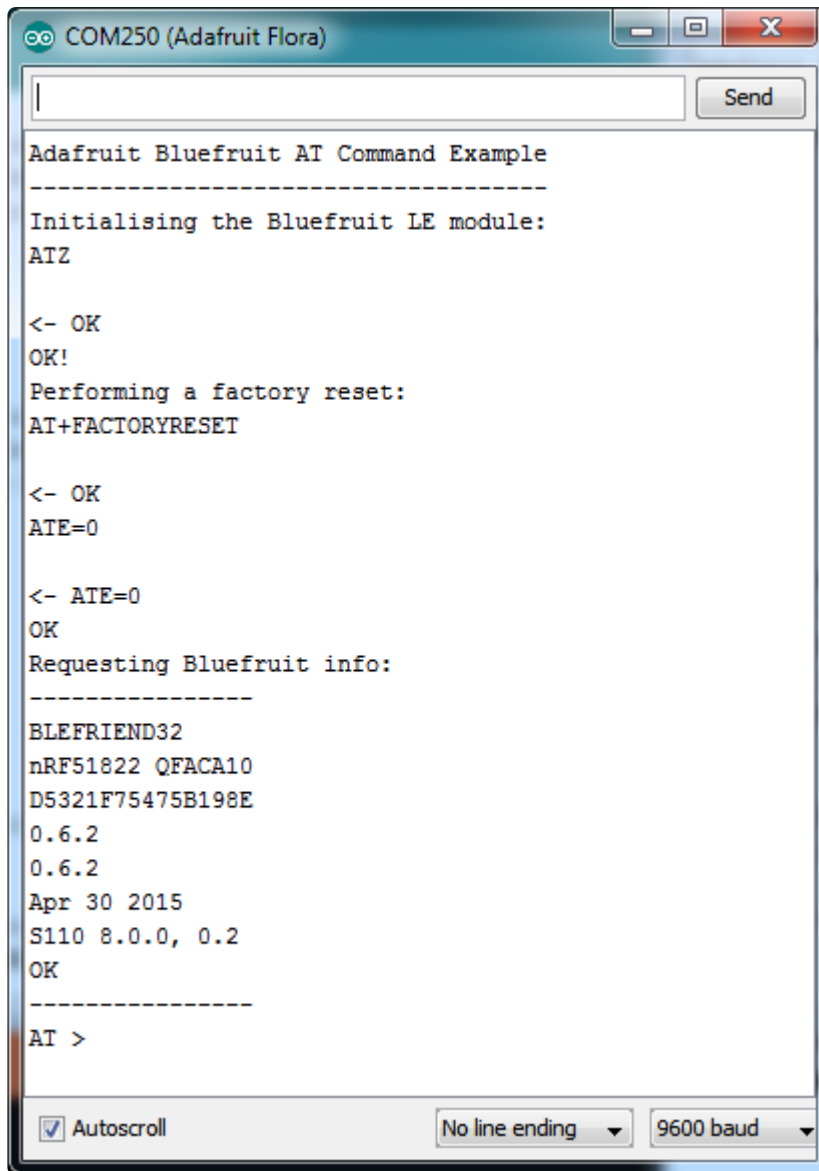 COM250 (Adafruit Flora)
Send
Adafruit Bluefruit AT Command Example
-------------------------------------
Initialising the Bluefruit LE module:
ATZ
<- OK
OK!
Performing a factory reset:
AT+FACTORYRESET
<- OK
ATE=0
<- ATE=0
OK
Requesting Bluefruit info:
----------------
BLEFRIEND32
nRF51822 QFACA10
D5321F75475B198E
0.6.2
0.6.2
Apr 30 2015
S110 8.0.0, 0.2
OK
----------------
AT >
Autoscroll No line ending 9600 baud